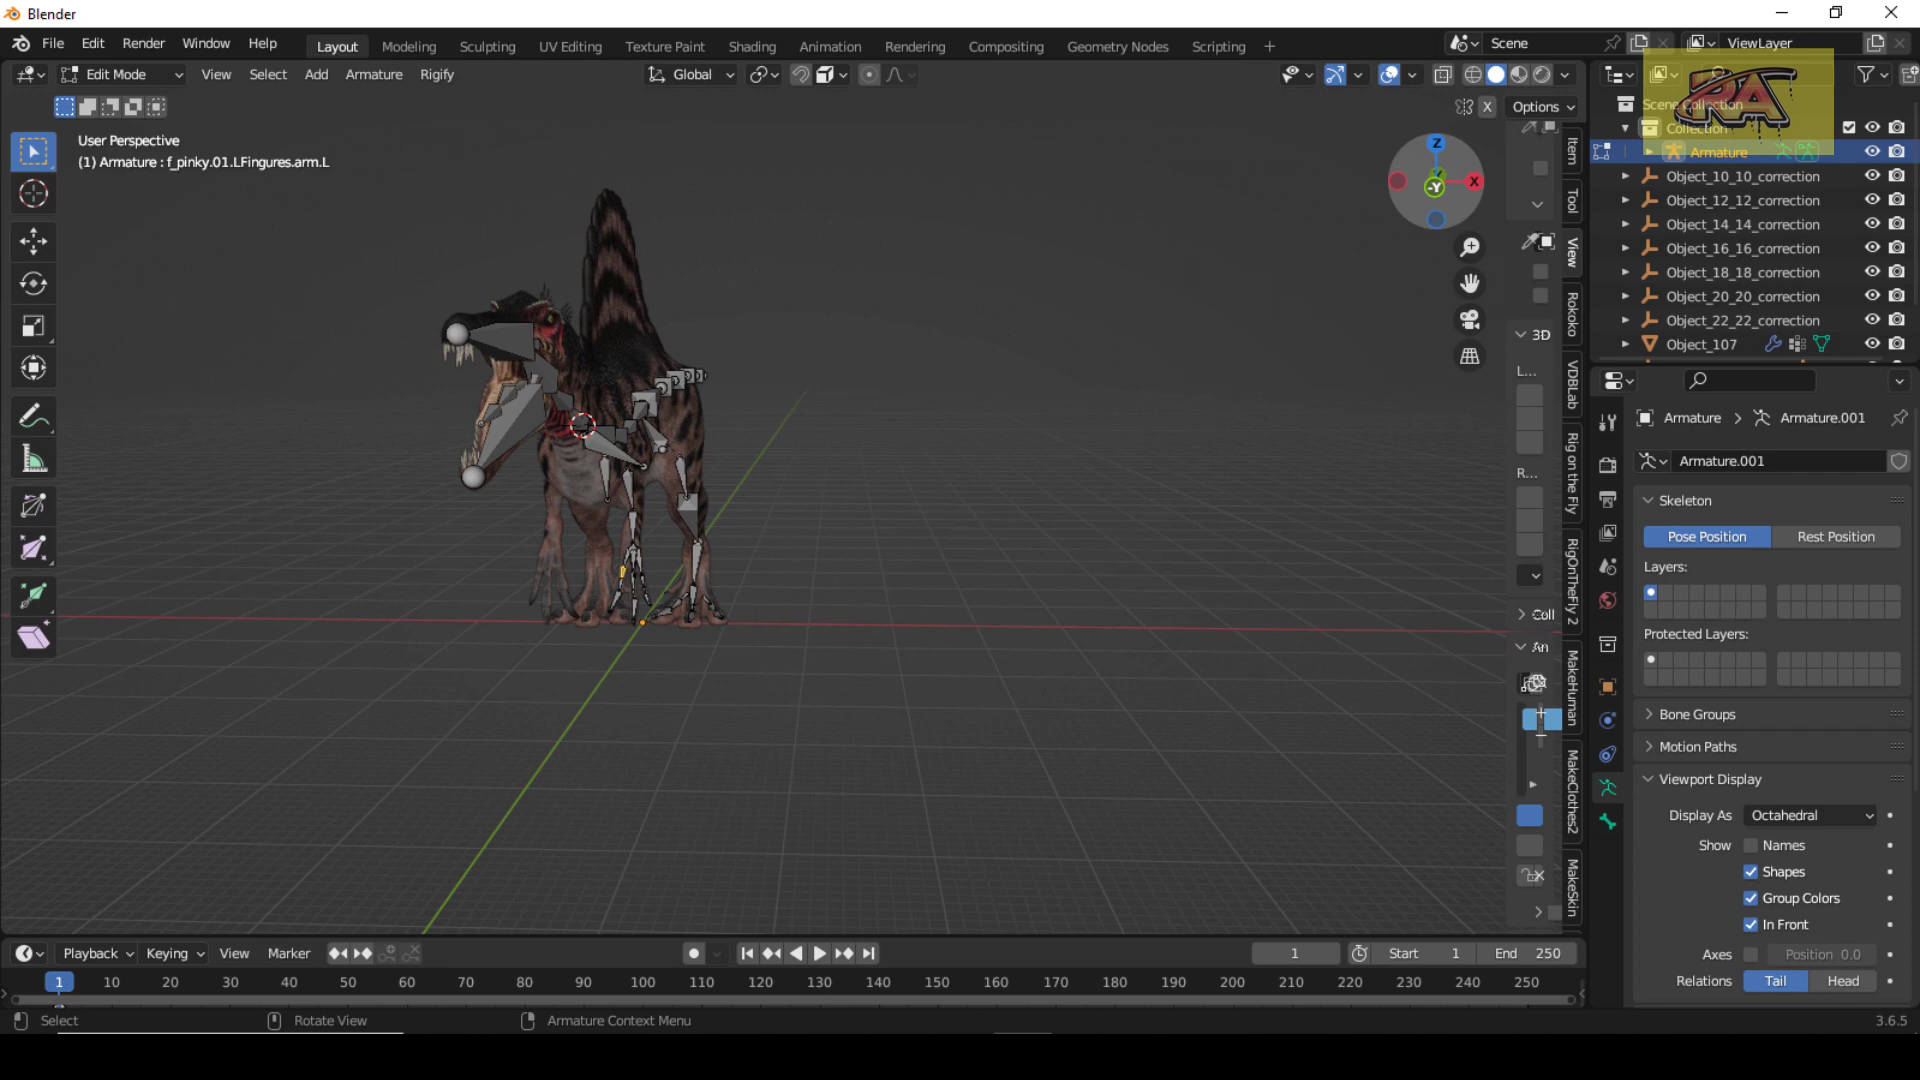 Blender
File Edit Render Window Help Layout Modeling Sculpting UV Editing Texture Paint Shading Animation Rendering Compositing Geometry Nodes Scripting + Scene ViewLayer
Edit Mode View Select Add Armature Rigify Global
X Options
User Perspective
(1) Armature : f_pinky.01.LFingures.arm.L
Z
X
-Y
Item
Tool
View
Rokoko
VDBLab
Rig on the Fly
RigOnTheFly 2
MakeHuman
MakeClothes2
MakeSkin
3D
L...
R...
Coll
An
RA
Scene Collection
Collection
Armature
Object_10_10_correction
Object_12_12_correction
Object_14_14_correction
Object_16_16_correction
Object_18_18_correction
Object_20_20_correction
Object_22_22_correction
Object_107
Armature > Armature.001
Armature.001
Skeleton
Pose Position Rest Position
Layers:
Protected Layers:
Bone Groups
Motion Paths
Viewport Display
Display As Octahedral
Show Names
Shapes
Group Colors
In Front
Axes Position 0.0
Relations Tail Head
Playback Keying View Marker 1 Start 1 End 250
1 10 20 30 40 50 60 70 80 90 100 110 120 130 140 150 160 170 180 190 200 210 220 230 240 250
Select Rotate View Armature Context Menu 3.6.5